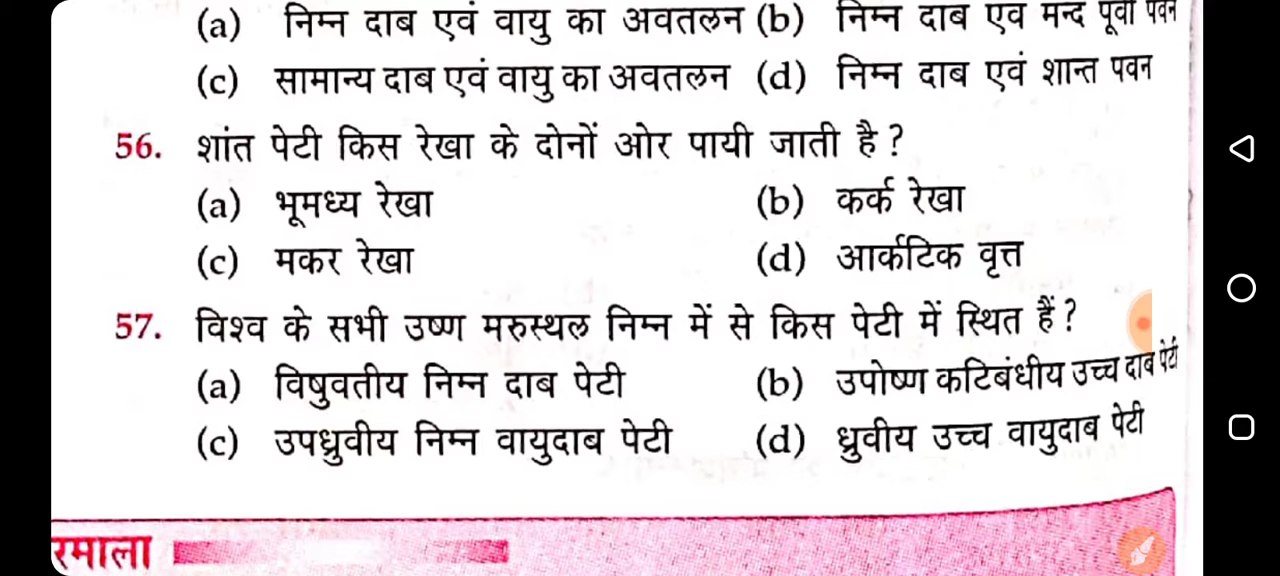 (a) निम्न दाब एवं वायु का अवतलन (b) निम्न दाब एव मन्द पूर्वी पवन
(c) सामान्य दाब एवं वायु का अवतलन (d) निम्न दाब एवं शान्त पवन
56. शांत पेटी किस रेखा के दोनों ओर पायी जाती है ?
(a) भूमध्य रेखा (b) कर्क रेखा
(c) मकर रेखा (d) आर्कटिक वृत्त
57. विश्व के सभी उष्ण मरुस्थल निम्न में से किस पेटी में स्थित हैं ?
(a) विषुवतीय निम्न दाब पेटी (b) उपोष्ण कटिबंधीय उच्च दाब पेटी
(c) उपध्रुवीय निम्न वायुदाब पेटी (d) ध्रुवीय उच्च वायुदाब पेटी
रमाला